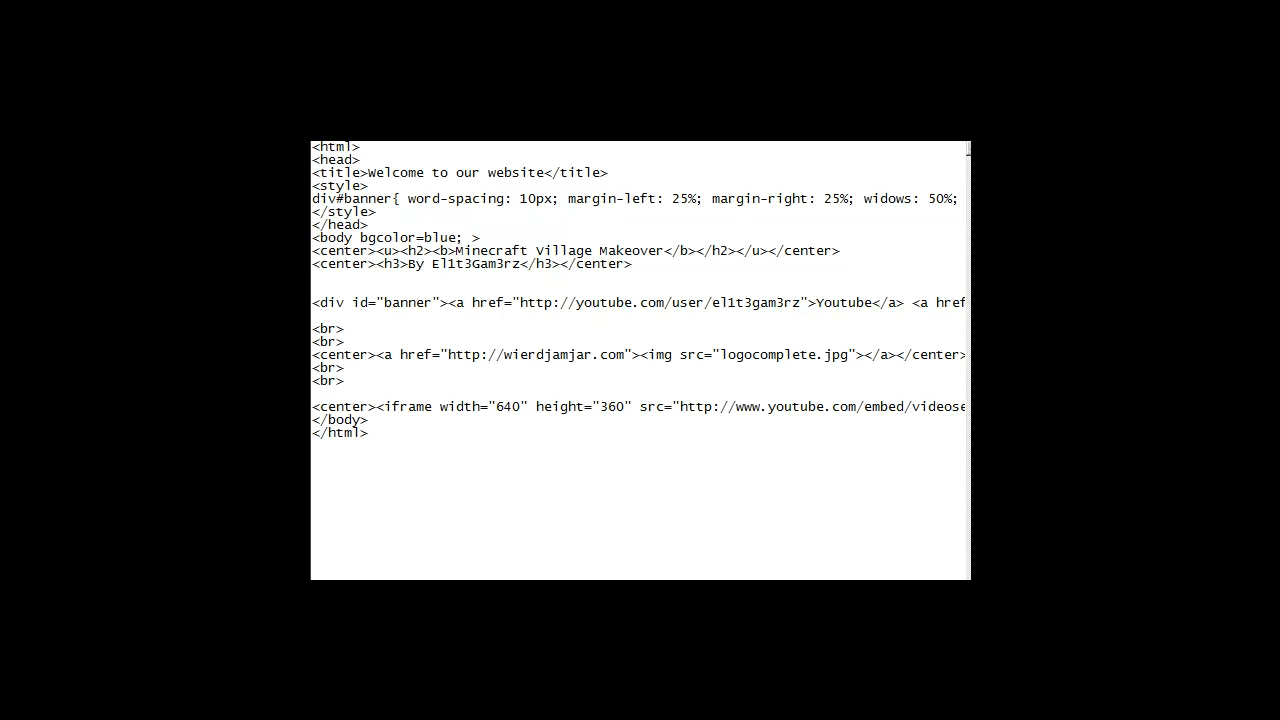 <html>
<head>
<title>Welcome to our website</title>
<style>
div#banner{ word-spacing: 10px; margin-left: 25%; margin-right: 25%; widows: 50%;
</style>
</head>
<body bgcolor=blue; >
<center><u><h2><b>Minecraft Village Makeover</b></h2></u></center>
<center><h3>By El1t3Gam3rz</h3></center>
<div id="banner"><a href="http://youtube.com/user/el1t3gam3rz">Youtube</a> <a href
<br>
<br>
<center><a href="http://wierdjamjar.com"><img src="logocomplete.jpg"></a></center>
<br>
<br>
<center><iframe width="640" height="360" src="http://www.youtube.com/embed/videose
</body>
</html>